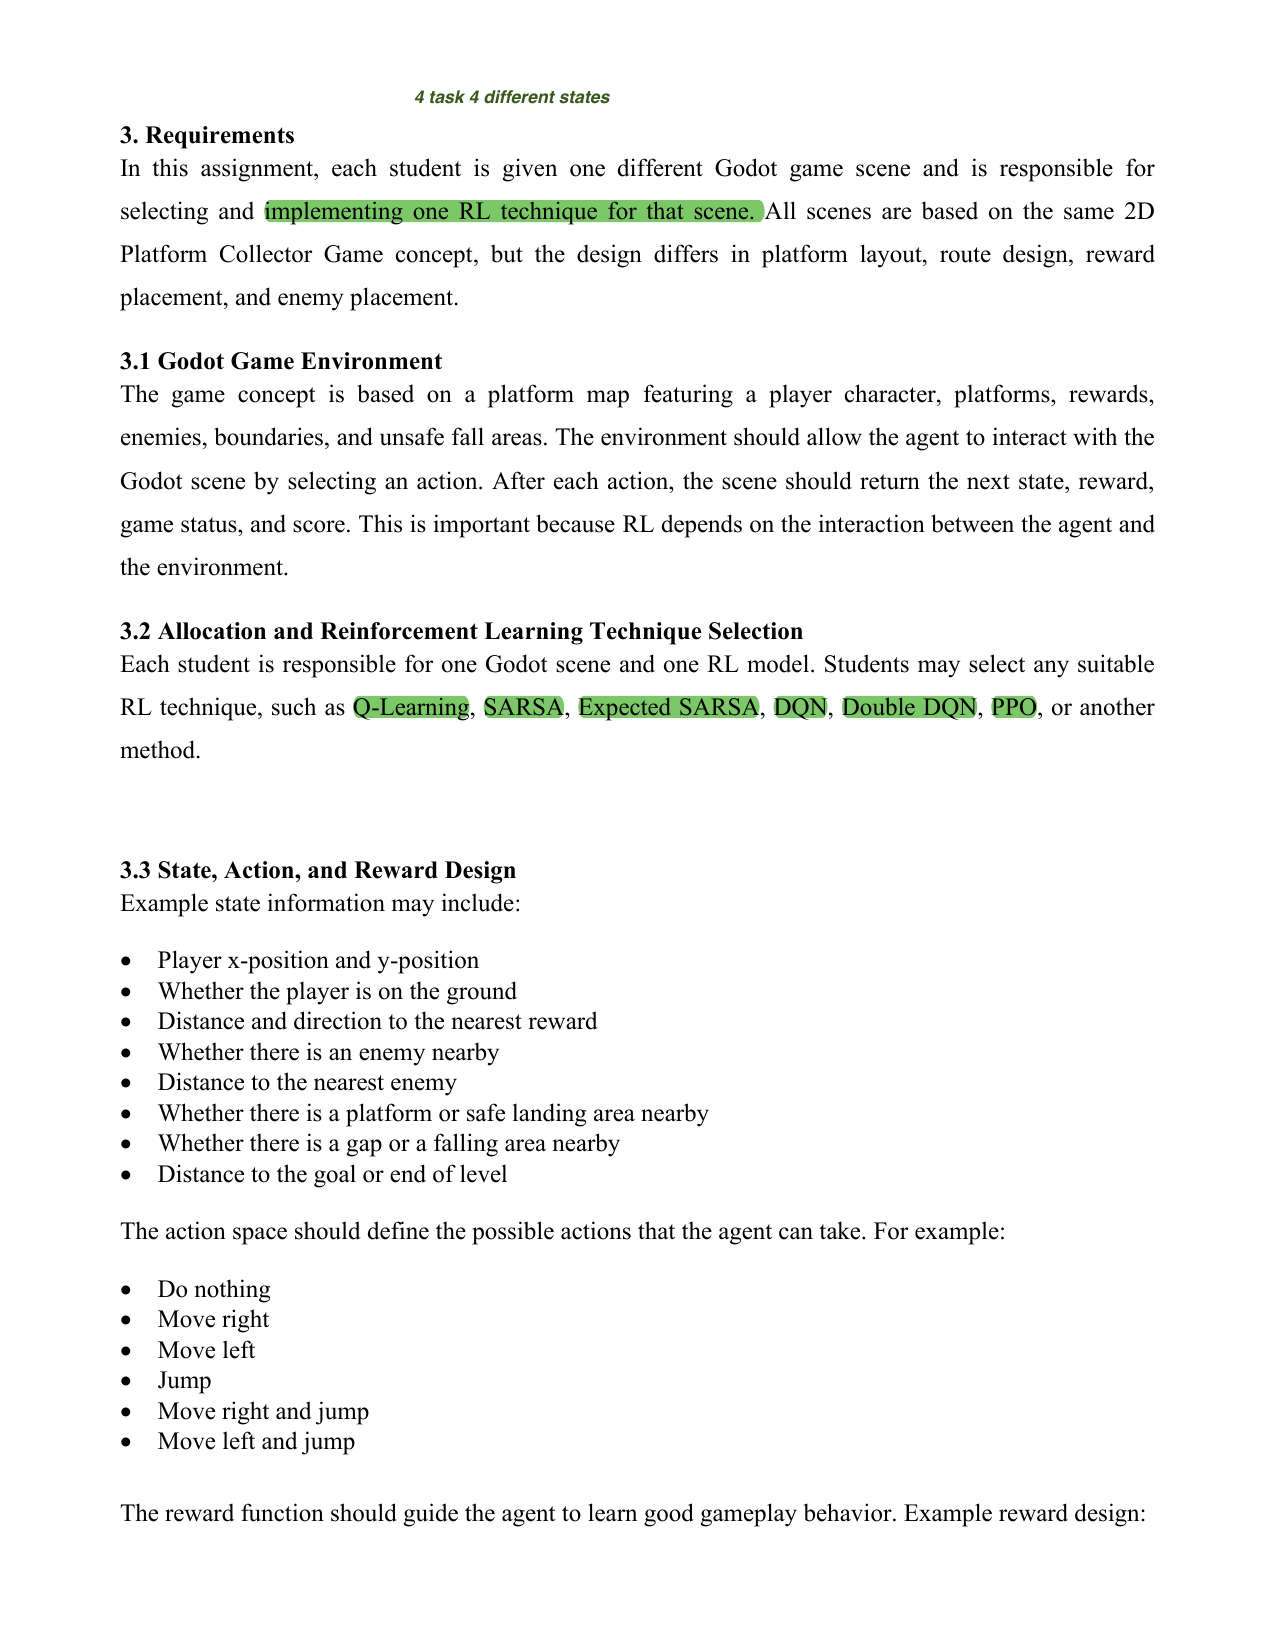 4 task 4 different states
3. Requirements
In this assignment, each student is given one different Godot game scene and is responsible for
selecting and implementing one RL technique for that scene. All scenes are based on the same 2D
Platform Collector Game concept, but the design differs in platform layout, route design, reward
placement, and enemy placement.
3.1 Godot Game Environment
The game concept is based on a platform map featuring a player character, platforms, rewards,
enemies, boundaries, and unsafe fall areas. The environment should allow the agent to interact with the
Godot scene by selecting an action. After each action, the scene should return the next state, reward,
game status, and score. This is important because RL depends on the interaction between the agent and
the environment.
3.2 Allocation and Reinforcement Learning Technique Selection
Each student is responsible for one Godot scene and one RL model. Students may select any suitable
RL technique, such as Q-Learning, SARSA, Expected SARSA, DQN, Double DQN, PPO, or another
method.
3.3 State, Action, and Reward Design
Example state information may include:
• Player x-position and y-position
• Whether the player is on the ground
• Distance and direction to the nearest reward
• Whether there is an enemy nearby
• Distance to the nearest enemy
• Whether there is a platform or safe landing area nearby
• Whether there is a gap or a falling area nearby
• Distance to the goal or end of level
The action space should define the possible actions that the agent can take. For example:
• Do nothing
• Move right
• Move left
• Jump
• Move right and jump
• Move left and jump
The reward function should guide the agent to learn good gameplay behavior. Example reward design: